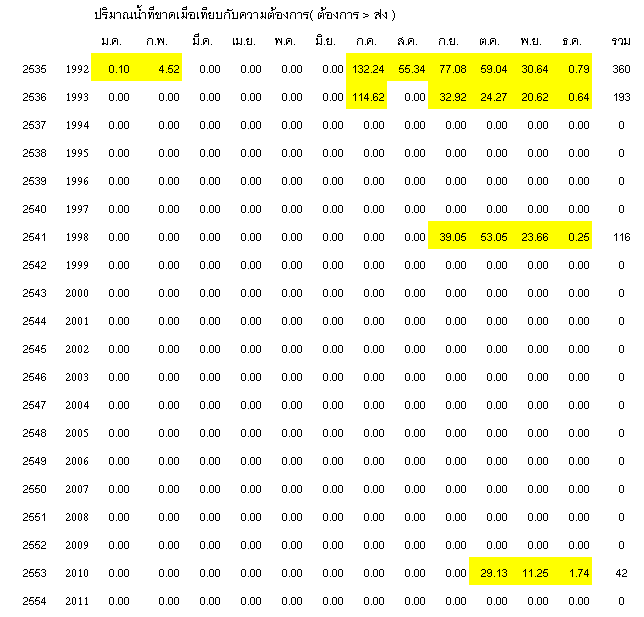 ปริมาณน้ำที่ขาดเมื่อเทียบกับความต้องการ( ต้องการ > ส่ง )
ม.ค. ก.พ. มี.ค. เม.ย. พ.ค. มิ.ย. ก.ค. ส.ค. ก.ย. ต.ค. พ.ย. ธ.ค. รวม
2535 1992 0.10 4.52 0.00 0.00 0.00 0.00 132.24 55.34 77.08 59.04 30.64 0.79 360
2536 1993 0.00 0.00 0.00 0.00 0.00 0.00 114.62 0.00 32.92 24.27 20.62 0.64 193
2537 1994 0.00 0.00 0.00 0.00 0.00 0.00 0.00 0.00 0.00 0.00 0.00 0.00 0
2538 1995 0.00 0.00 0.00 0.00 0.00 0.00 0.00 0.00 0.00 0.00 0.00 0.00 0
2539 1996 0.00 0.00 0.00 0.00 0.00 0.00 0.00 0.00 0.00 0.00 0.00 0.00 0
2540 1997 0.00 0.00 0.00 0.00 0.00 0.00 0.00 0.00 0.00 0.00 0.00 0.00 0
2541 1998 0.00 0.00 0.00 0.00 0.00 0.00 0.00 0.00 39.05 53.05 23.66 0.25 116
2542 1999 0.00 0.00 0.00 0.00 0.00 0.00 0.00 0.00 0.00 0.00 0.00 0.00 0
2543 2000 0.00 0.00 0.00 0.00 0.00 0.00 0.00 0.00 0.00 0.00 0.00 0.00 0
2544 2001 0.00 0.00 0.00 0.00 0.00 0.00 0.00 0.00 0.00 0.00 0.00 0.00 0
2545 2002 0.00 0.00 0.00 0.00 0.00 0.00 0.00 0.00 0.00 0.00 0.00 0.00 0
2546 2003 0.00 0.00 0.00 0.00 0.00 0.00 0.00 0.00 0.00 0.00 0.00 0.00 0
2547 2004 0.00 0.00 0.00 0.00 0.00 0.00 0.00 0.00 0.00 0.00 0.00 0.00 0
2548 2005 0.00 0.00 0.00 0.00 0.00 0.00 0.00 0.00 0.00 0.00 0.00 0.00 0
2549 2006 0.00 0.00 0.00 0.00 0.00 0.00 0.00 0.00 0.00 0.00 0.00 0.00 0
2550 2007 0.00 0.00 0.00 0.00 0.00 0.00 0.00 0.00 0.00 0.00 0.00 0.00 0
2551 2008 0.00 0.00 0.00 0.00 0.00 0.00 0.00 0.00 0.00 0.00 0.00 0.00 0
2552 2009 0.00 0.00 0.00 0.00 0.00 0.00 0.00 0.00 0.00 0.00 0.00 0.00 0
2553 2010 0.00 0.00 0.00 0.00 0.00 0.00 0.00 0.00 0.00 29.13 11.25 1.74 42
2554 2011 0.00 0.00 0.00 0.00 0.00 0.00 0.00 0.00 0.00 0.00 0.00 0.00 0